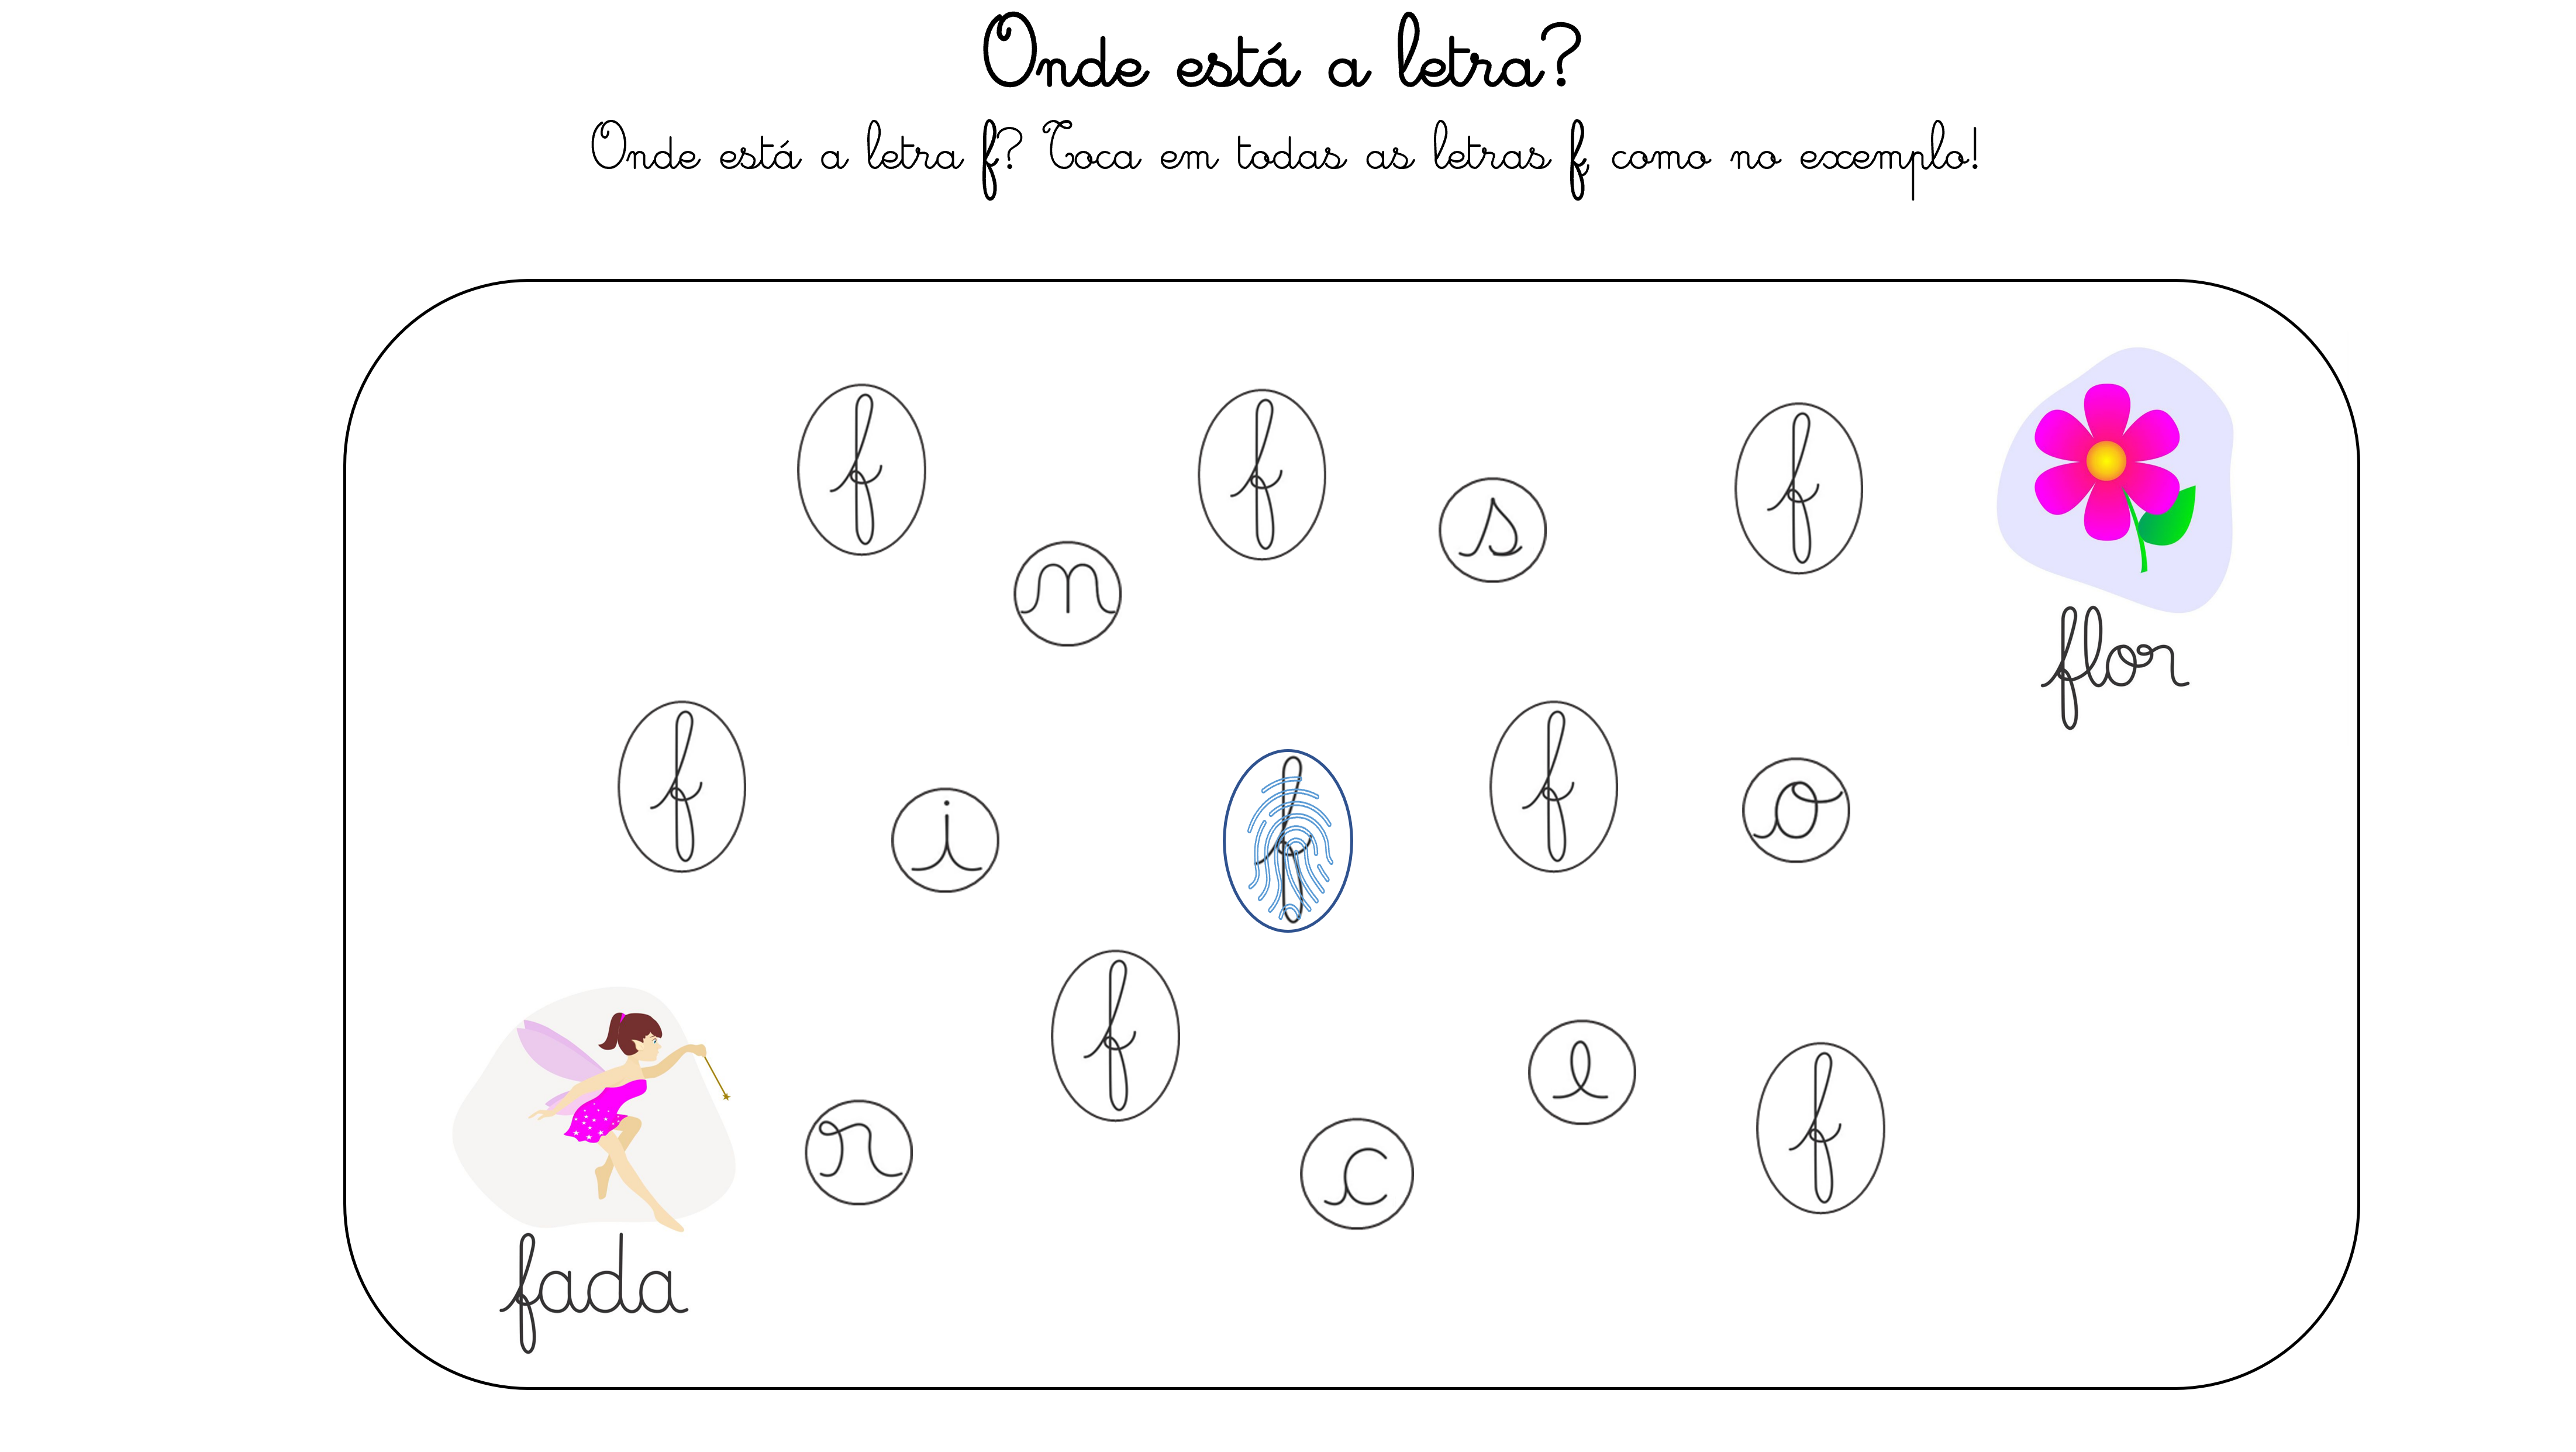 Onde está a letra?
Onde está a letra f? Toca em todas as letras f, como no exemplo!
f
f
s
f
m
flor
f
i
f
f
o
f
e
f
r
c
fada